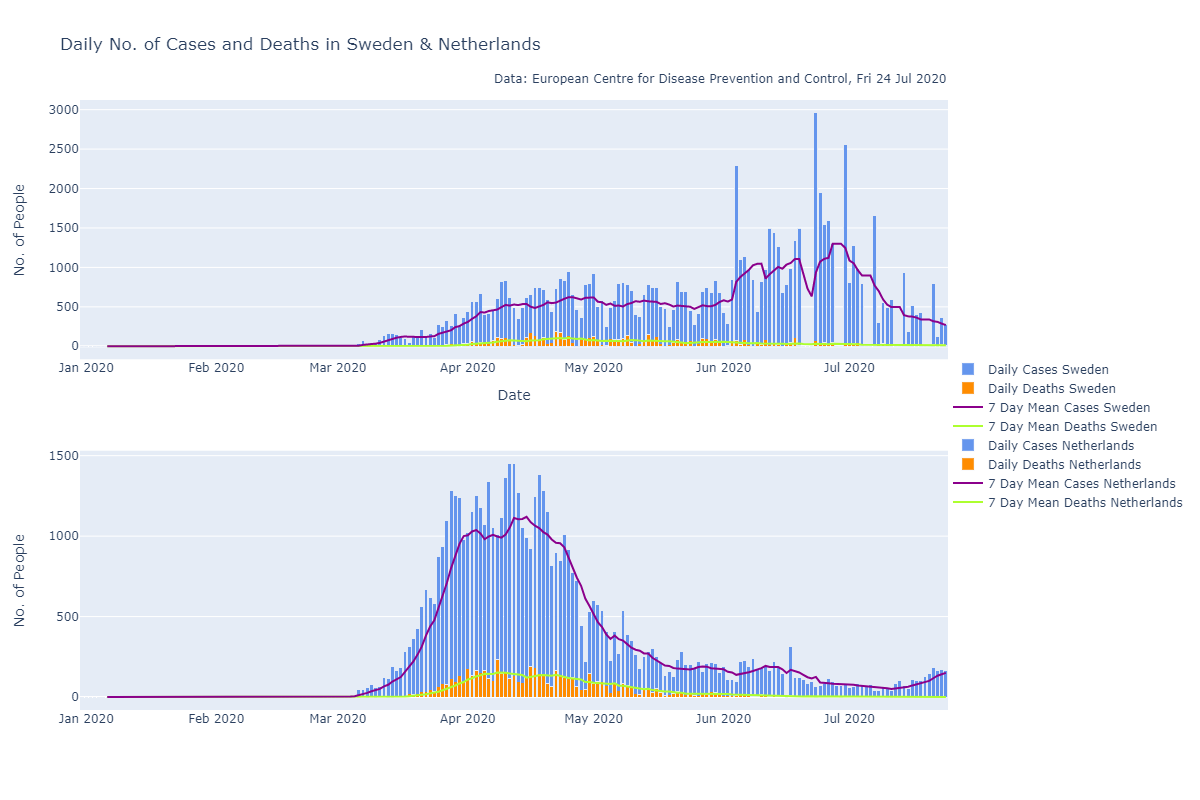 Daily No. of Cases and Deaths in Sweden & Netherlands
Data: European Centre for Disease Prevention and Control, Fri 24 Jul 2020
No. of People
3000
2500
2000
1500
1000
500
0
Jan 2020 Feb 2020 Mar 2020 Apr 2020 May 2020 Jun 2020 Jul 2020
Date
Daily Cases Sweden
Daily Deaths Sweden
7 Day Mean Cases Sweden
7 Day Mean Deaths Sweden
Daily Cases Netherlands
Daily Deaths Netherlands
7 Day Mean Cases Netherlands
7 Day Mean Deaths Netherlands
No. of People
1500
1000
500
0
Jan 2020 Feb 2020 Mar 2020 Apr 2020 May 2020 Jun 2020 Jul 2020